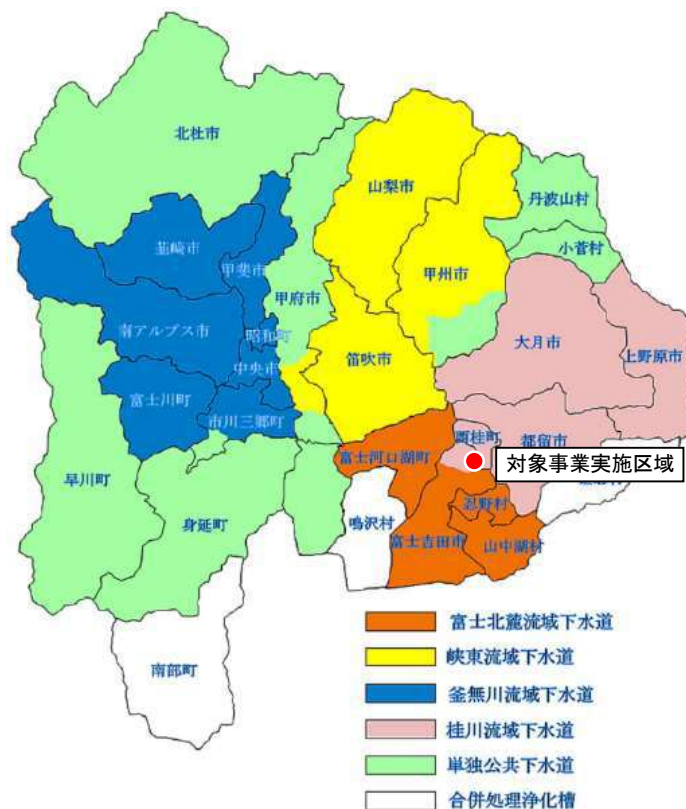 北杜市
山梨市
丹波山村
小菅村
韮崎市
甲斐市
甲州市
甲府市
南アルプス市
昭和町
大月市
上野原市
中央市
笛吹市
富士川町
市川三郷町
西桂町
都留市
富士河口湖町
対象事業実施区域
早川町
身延町
鳴沢村
忍野村
富士吉田市
山中湖村
南部町
富士北麓流域下水道
峡東流域下水道
釜無川流域下水道
桂川流域下水道
単独公共下水道
合併処理浄化槽